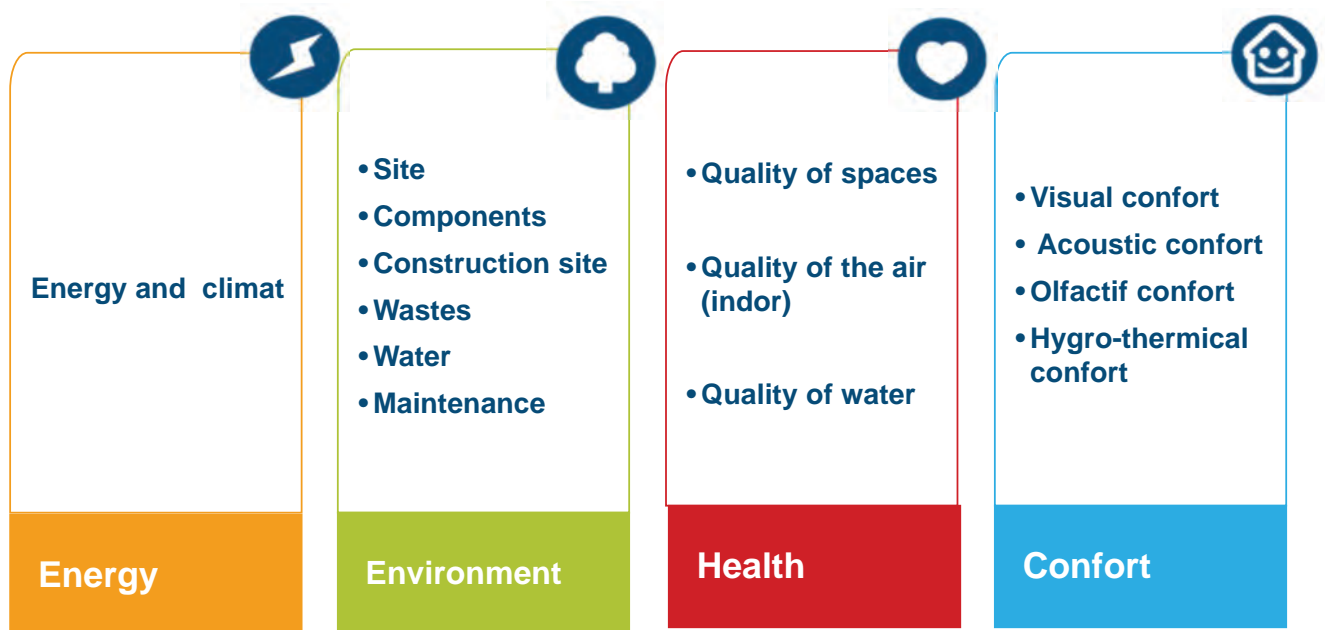 Energy and climat
Energy
•Site
•Components
•Construction site
•Wastes
•Water
•Maintenance
Environment
•Quality of spaces
•Quality of the air
(indor)
•Quality of water
Health
•Visual confort
• Acoustic confort
•Olfactif confort
•Hygro-thermical
confort
Confort